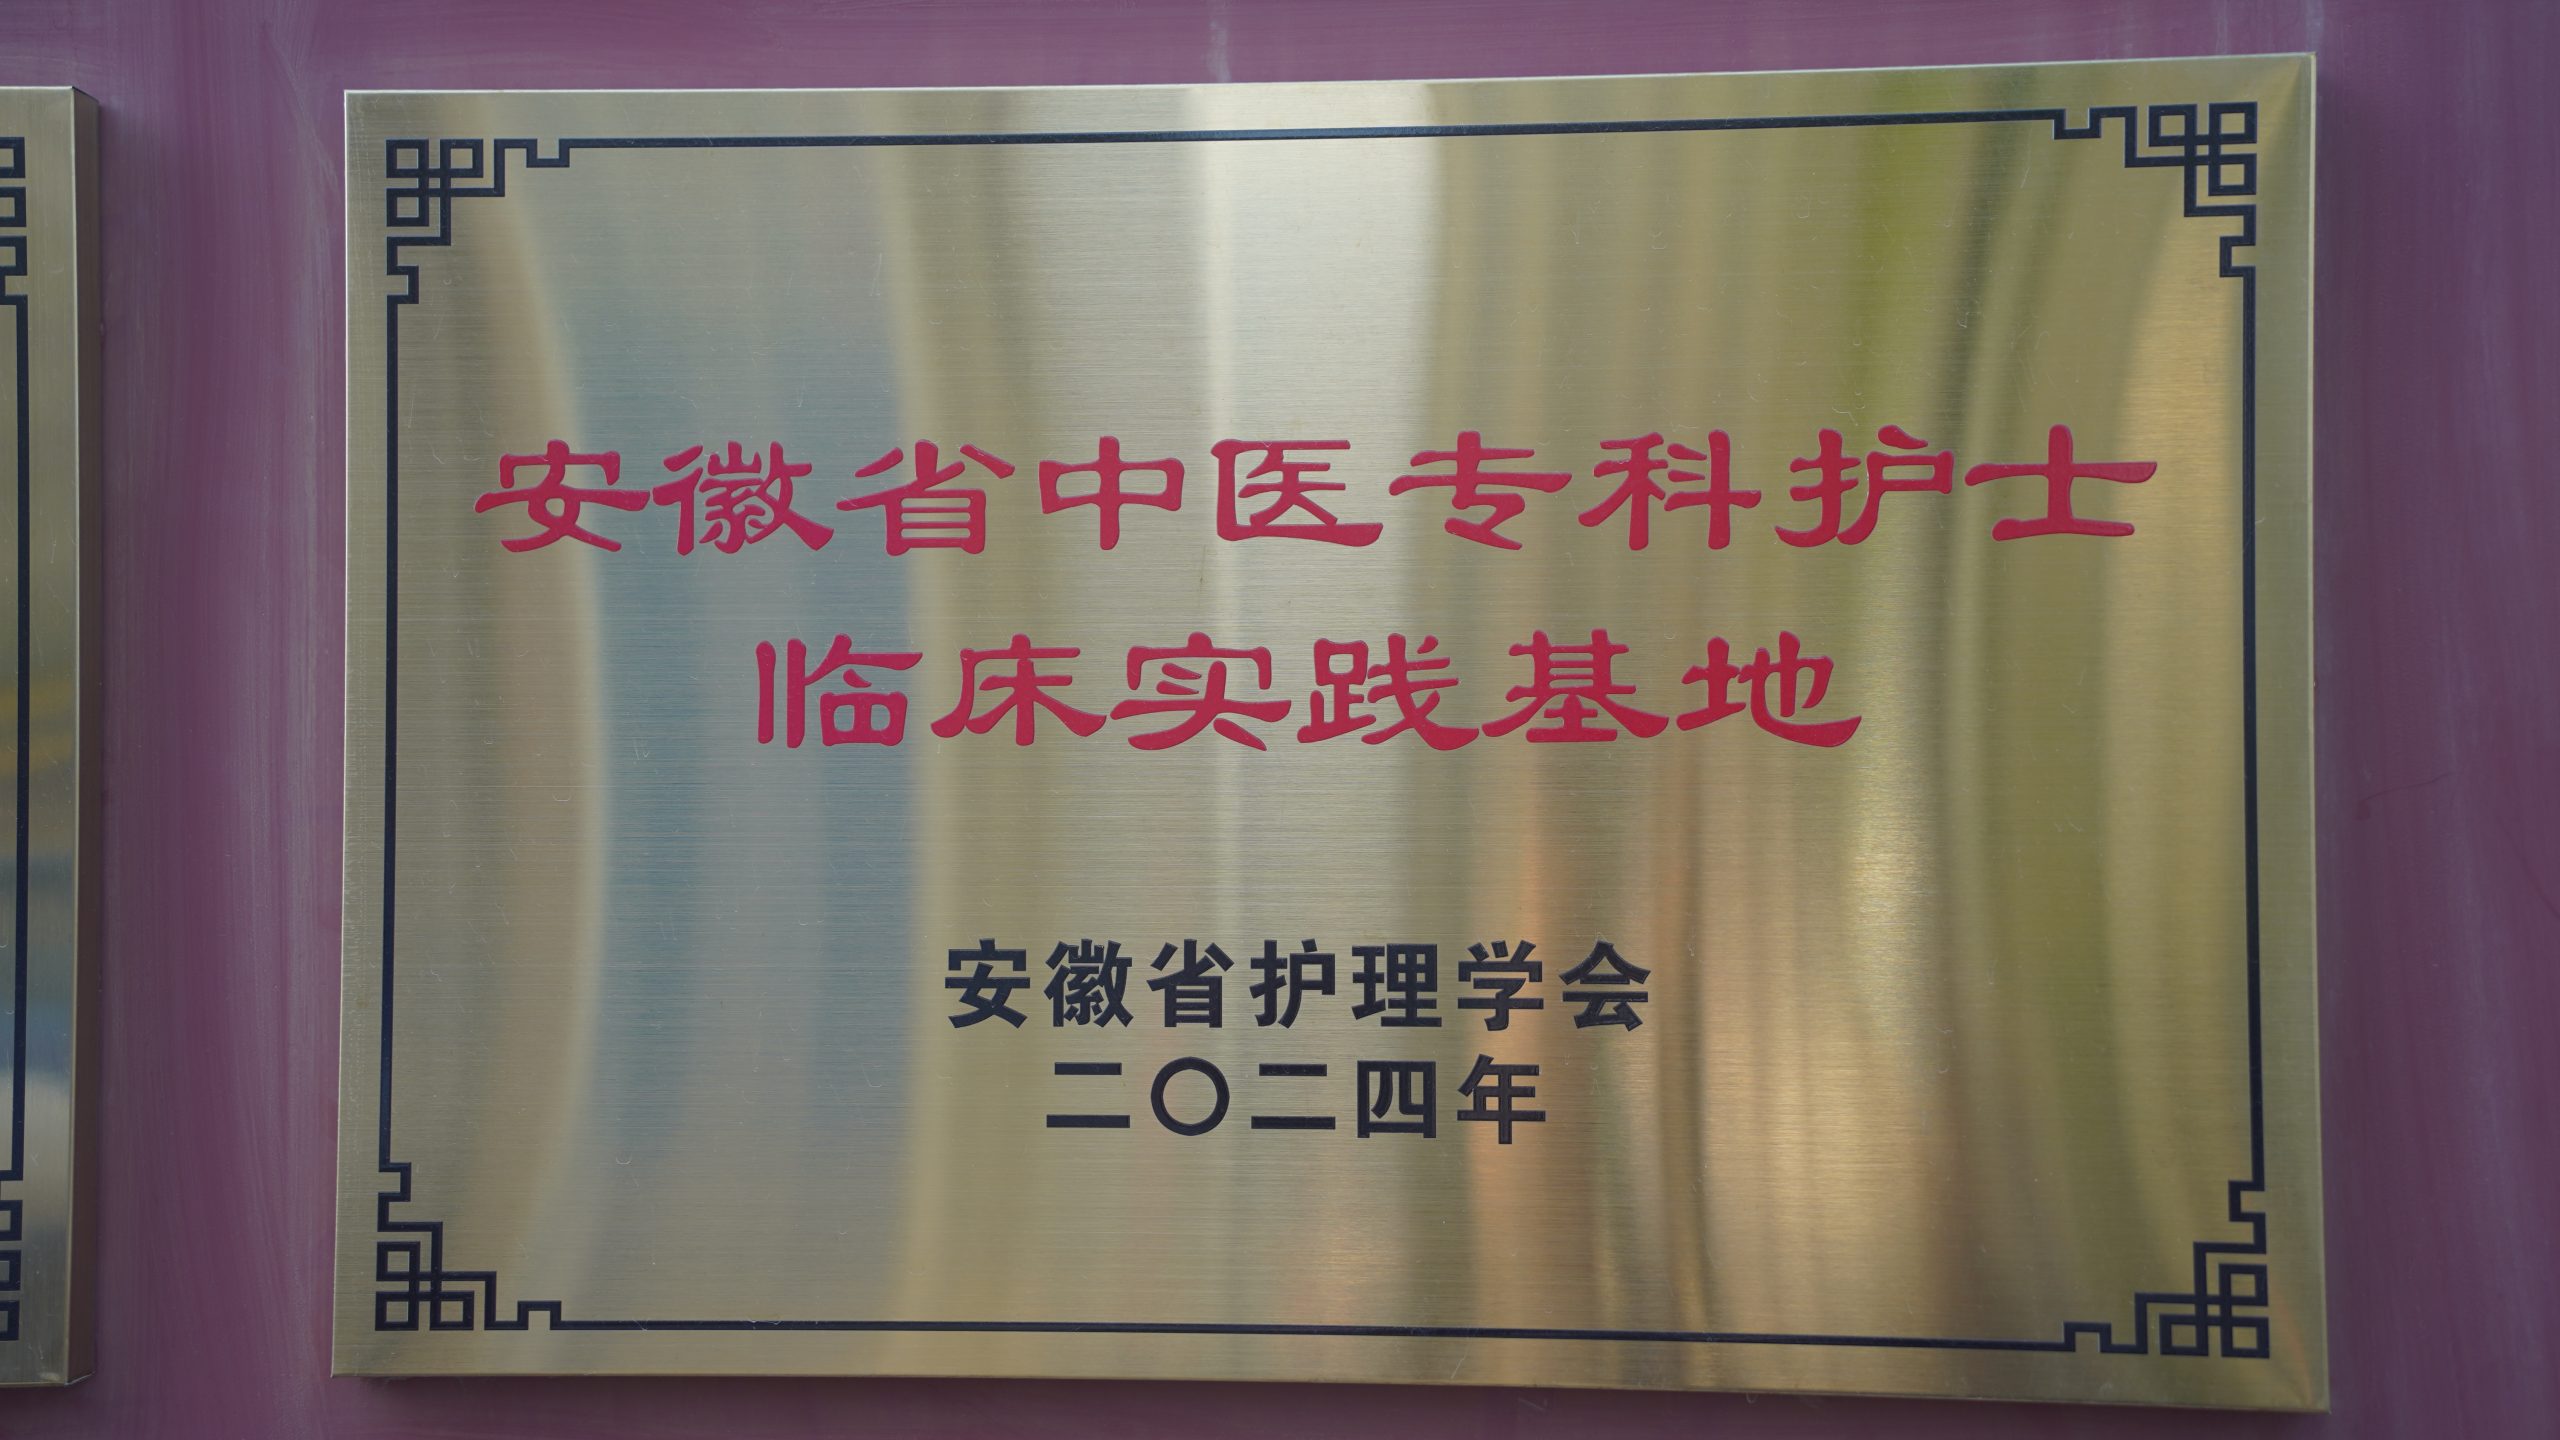 安徽省中医专科护士
临床实践基地
安徽省护理学会
二〇二四年